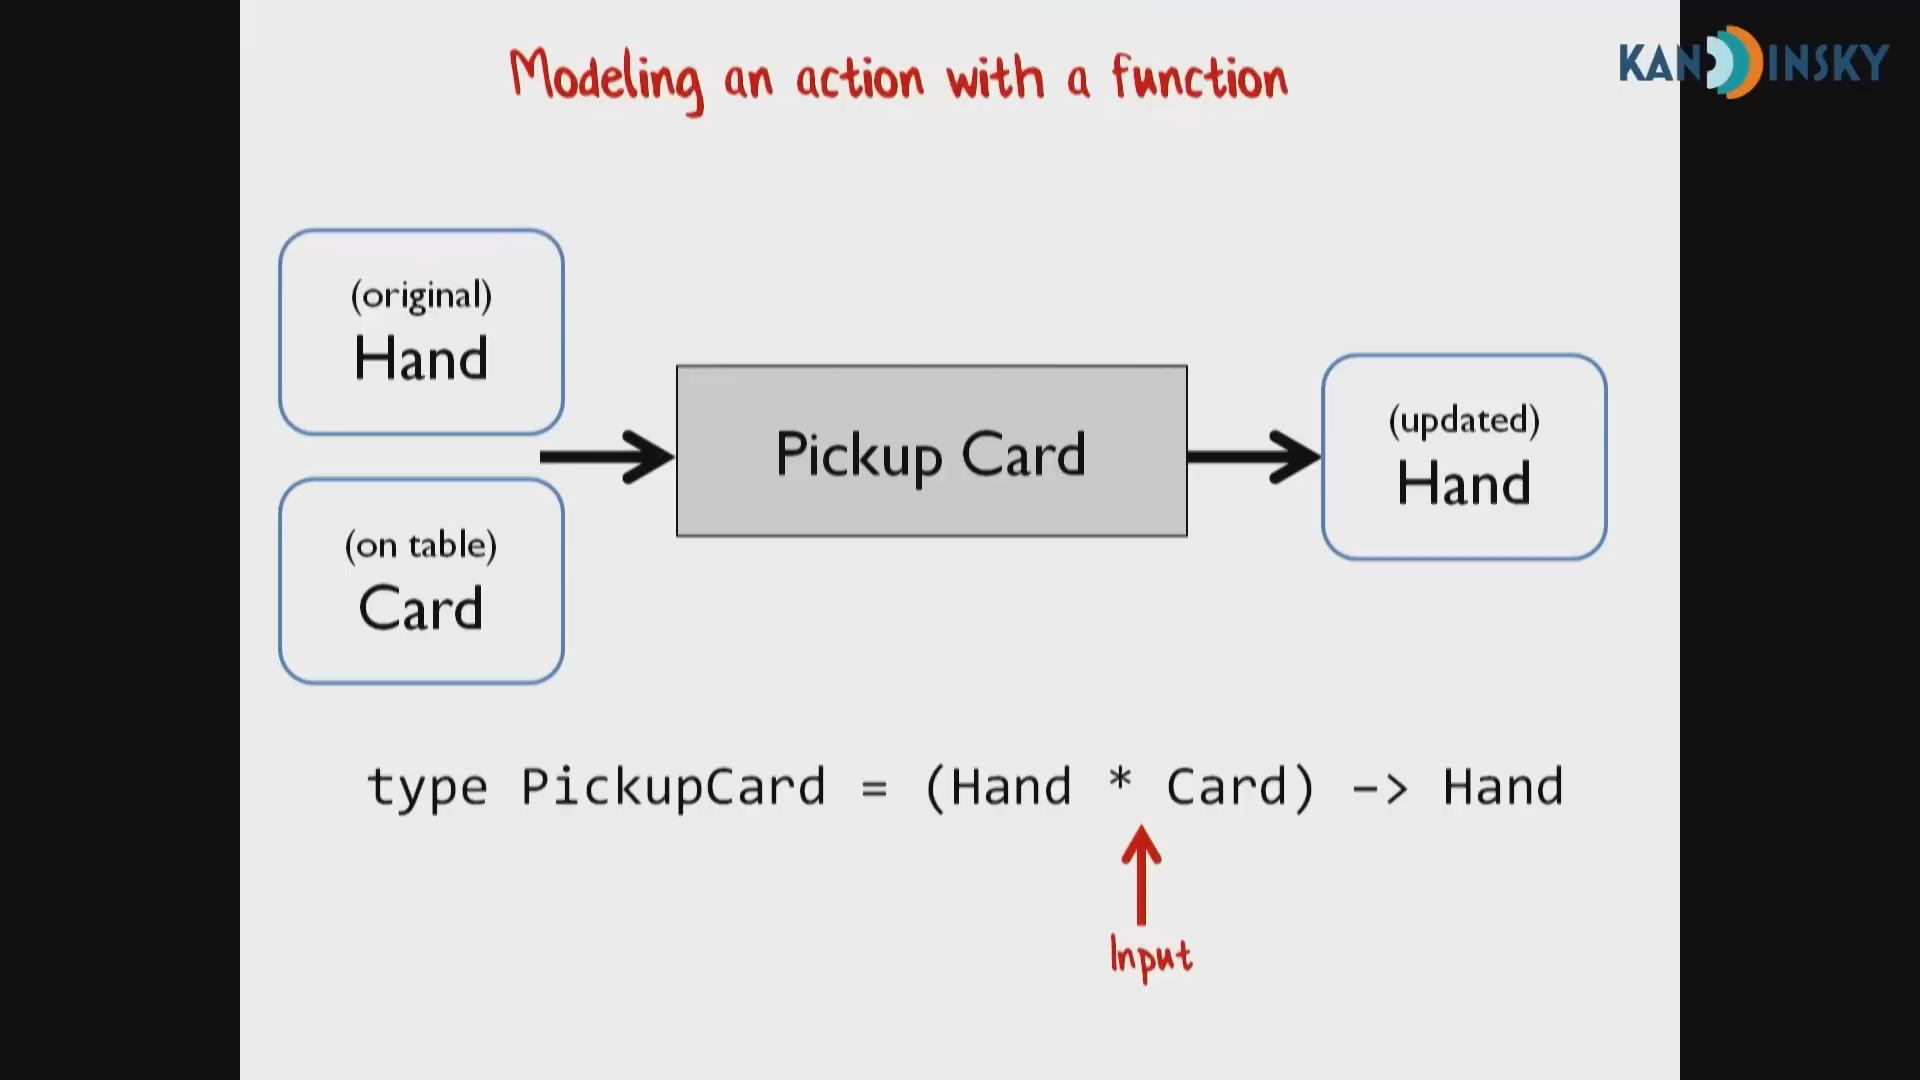 Modeling an action with a function
KANDINSKY
(original)
Hand
(on table)
Card
Pickup Card
(updated)
Hand
type PickupCard = (Hand * Card) -> Hand
Input